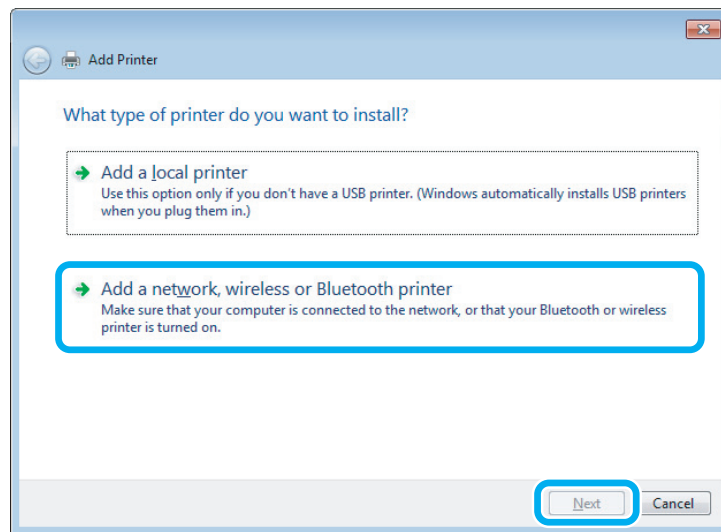 Add Printer
What type of printer do you want to install?
Add a local printer
Use this option only if you don't have a USB printer. (Windows automatically installs USB printers
when you plug them in.)
Add a network, wireless or Bluetooth printer
Make sure that your computer is connected to the network, or that your Bluetooth or wireless
printer is turned on.
Next
Cancel